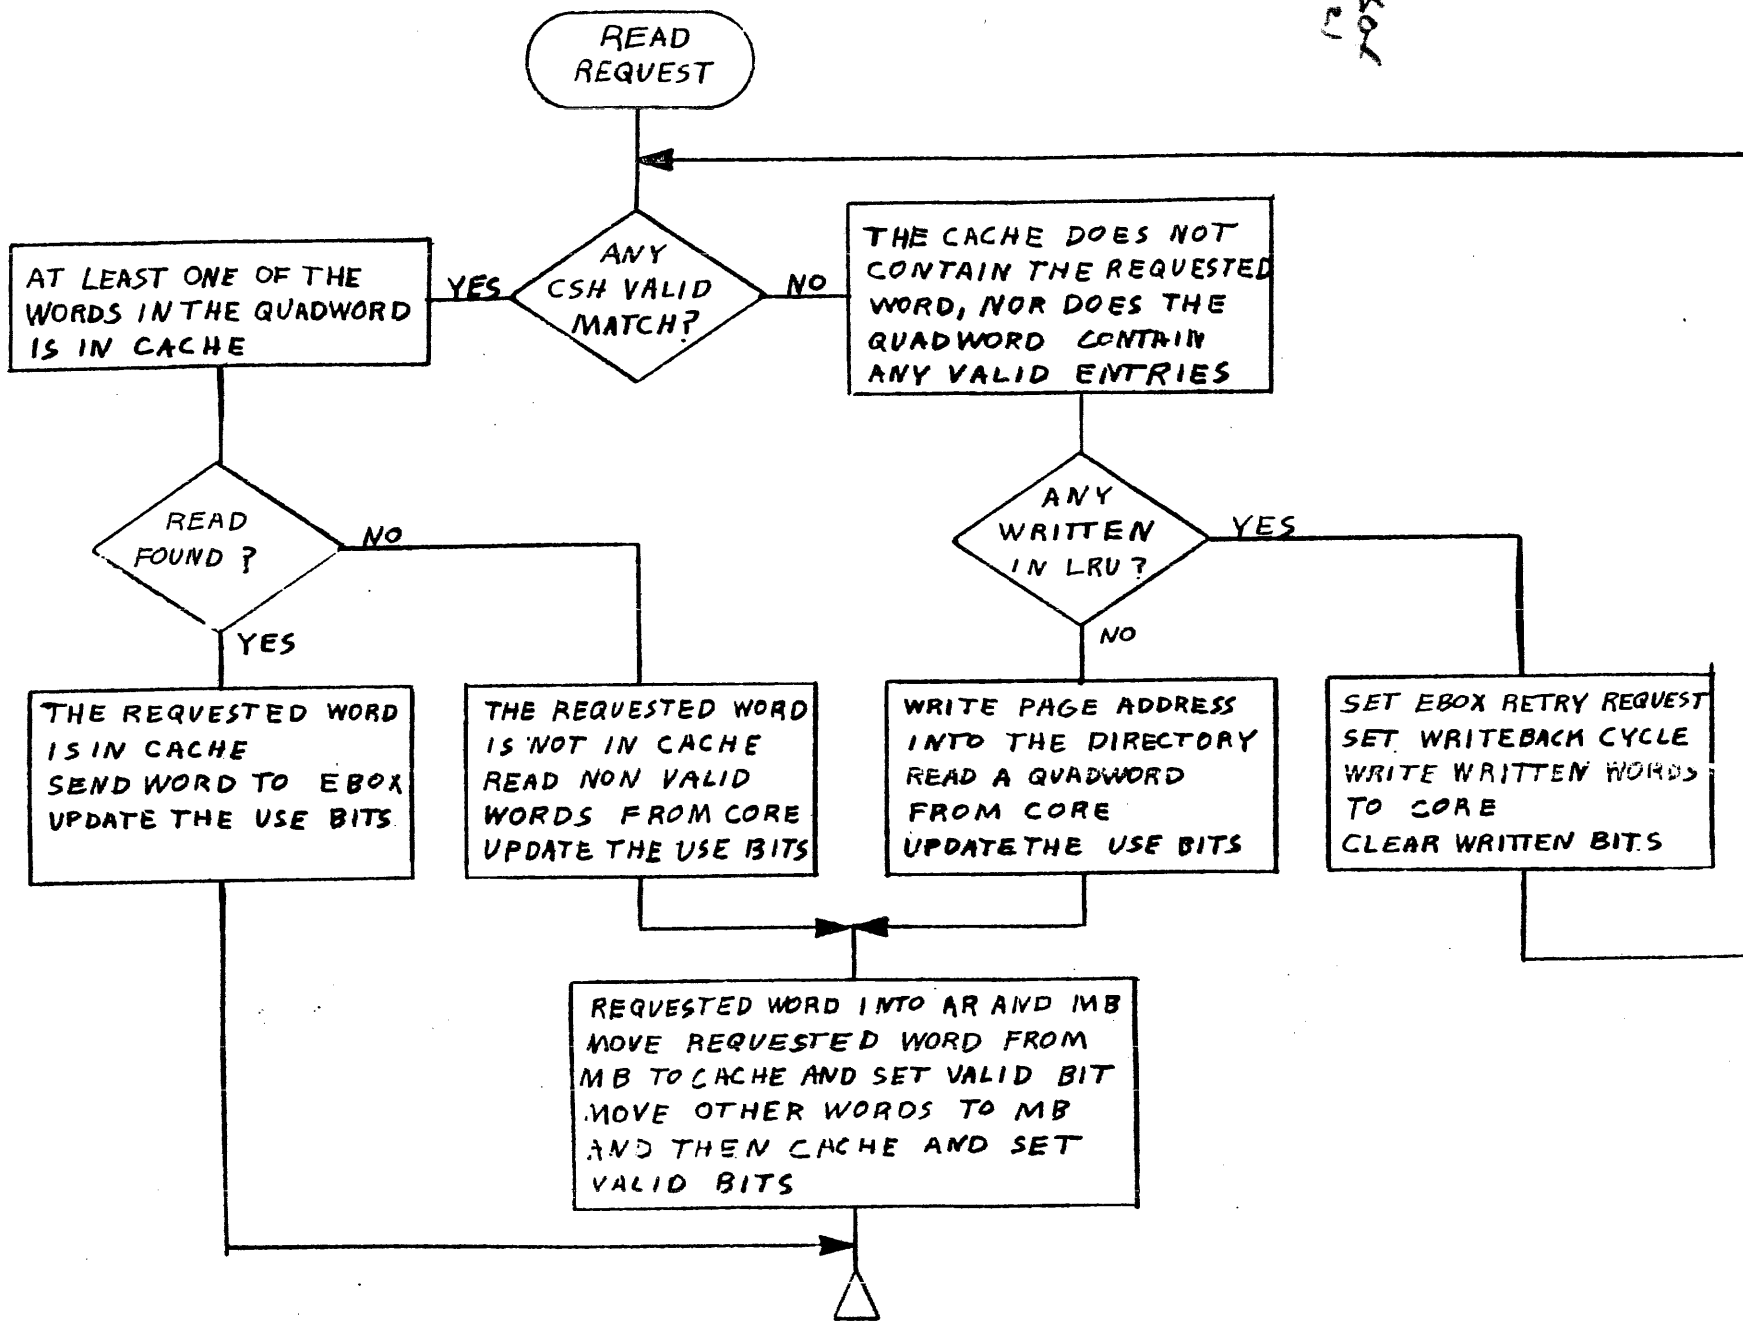 READ
REQUEST
ANY
CSH VALID
MATCH?
YES
NO
AT LEAST ONE OF THE
WORDS IN THE QUADWORD
IS IN CACHE
THE CACHE DOES NOT
CONTAIN THE REQUESTED
WORD, NOR DOES THE
QUADWORD CONTAIN
ANY VALID ENTRIES
READ
FOUND?
NO
YES
ANY
WRITTEN
IN LRU?
YES
NO
THE REQUESTED WORD
IS IN CACHE
SEND WORD TO EBOX
UPDATE THE USE BITS
THE REQUESTED WORD
IS NOT IN CACHE
READ NON VALID
WORDS FROM CORE
UPDATE THE USE BITS
WRITE PAGE ADDRESS
INTO THE DIRECTORY
READ A QUADWORD
FROM CORE
UPDATE THE USE BITS
SET EBOX RETRY REQUEST
SET WRITEBACK CYCLE
WRITE WRITTEN WORDS
TO CORE
CLEAR WRITTEN BITS
REQUESTED WORD INTO AR AND MB
MOVE REQUESTED WORD FROM
MB TO CACHE AND SET VALID BIT
MOVE OTHER WORDS TO MB
AND THEN CACHE AND SET
VALID BITS